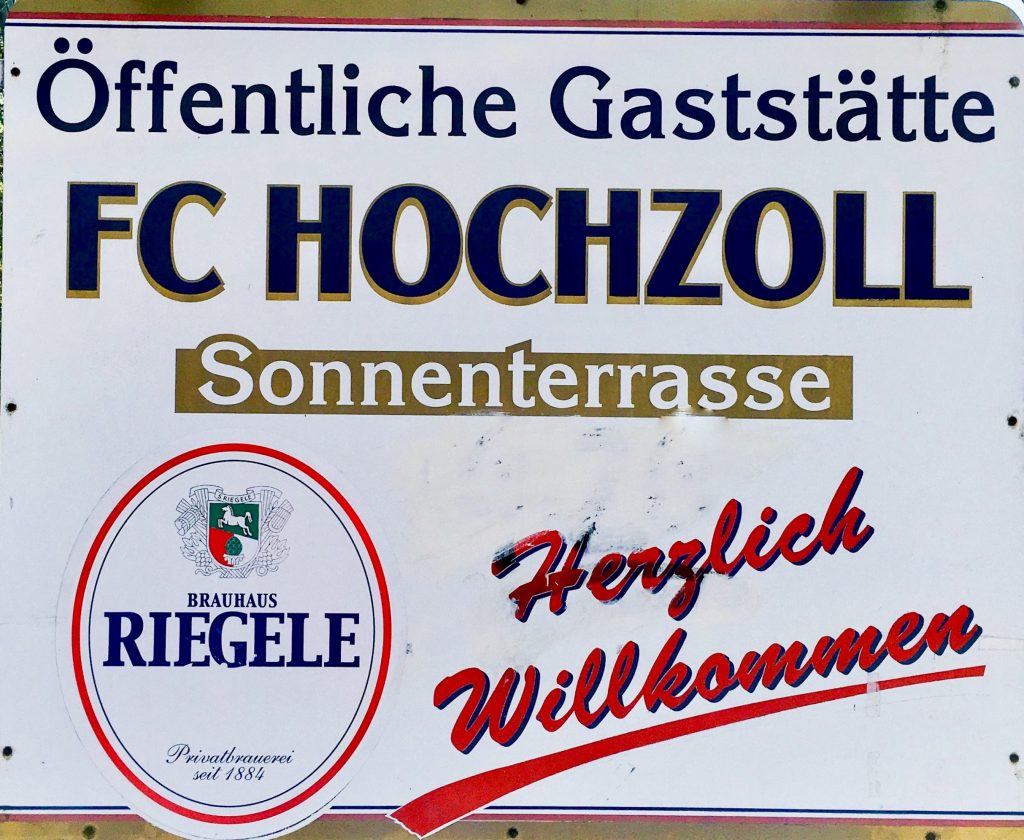 Öffentliche Gaststätte
FC HOCHZOLL
Sonnenterrasse
S. RIEGELE
BRAUHAUS
RIEGELE
Privatbrauerei
seit 1884
Herzlich
Willkommen